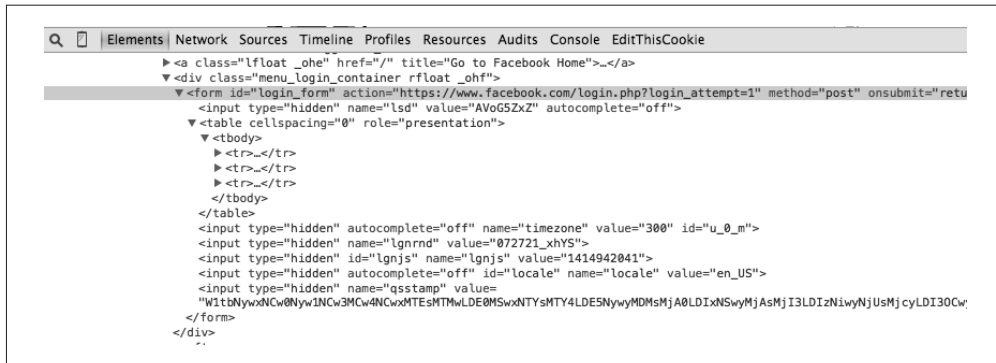 Elements Network Sources Timeline Profiles Resources Audits Console EditThisCookie
▶<a class="lfloat _ohe" href="/" title="Go to Facebook Home">…</a>
▼<div class="menu_login_container rfloat _ohf">
▼<form id="login_form" action="https://www.facebook.com/login.php?login_attempt=1" method="post" onsubmit="retu
<input type="hidden" name="lsd" value="AVoG5ZxZ" autocomplete="off">
▼<table cellspacing="0" role="presentation">
▼<tbody>
▶<tr>…</tr>
▶<tr>…</tr>
▶<tr>…</tr>
</tbody>
</table>
<input type="hidden" autocomplete="off" name="timezone" value="300" id="u_0_m">
<input type="hidden" name="lgnrnd" value="072721_xhYS">
<input type="hidden" id="lgnjs" name="lgnjs" value="1414942041">
<input type="hidden" autocomplete="off" id="locale" name="locale" value="en_US">
<input type="hidden" name="qsstamp" value=
"W1tbNywxNCw0Nyw1NCw3MCw4NCwxMTEsMTMwLDE0MSwxNTYsMTY4LDE5NywyMDMsMjA0LDIxNSwyMjAsMjI3LDIzNiwyNjUsMjcyLDI3OCwy
</form>
</div>